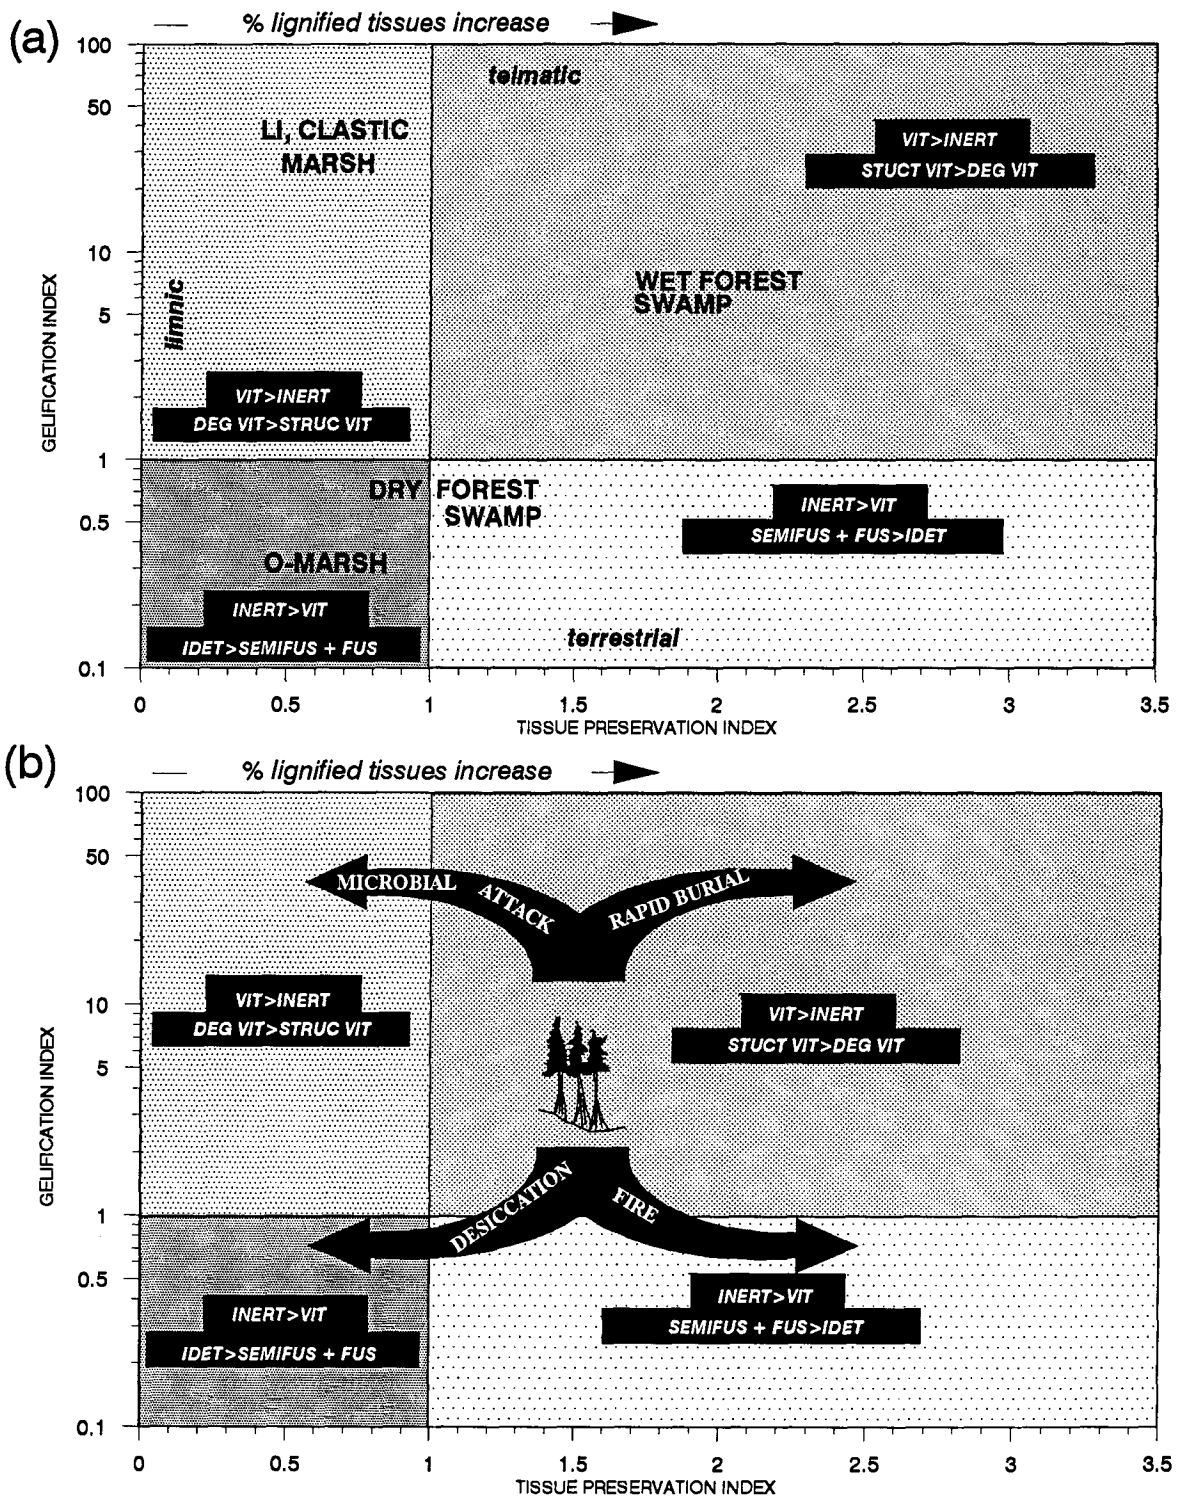 (a)
% lignified tissues increase
100
50
10
5
1
0.5
0.1
GELIFICATION INDEX
telmatic
LI, CLASTIC
MARSH
VIT>INERT
STUCT VIT>DEG VIT
limnic
WET FOREST
SWAMP
VIT>INERT
DEG VIT>STRUC VIT
DRY FOREST
SWAMP
INERT>VIT
SEMIFUS + FUS>IDET
O-MARSH
INERT>VIT
IDET>SEMIFUS + FUS
terrestrial
0 0.5 1 1.5 2 2.5 3 3.5
TISSUE PRESERVATION INDEX
(b)
% lignified tissues increase
100
50
10
5
1
0.5
0.1
GELIFICATION INDEX
MICROBIAL ATTACK
RAPID BURIAL
VIT>INERT
DEG VIT>STRUC VIT
VIT>INERT
STUCT VIT>DEG VIT
DESICCATION
FIRE
INERT>VIT
SEMIFUS + FUS>IDET
INERT>VIT
IDET>SEMIFUS + FUS
0 0.5 1 1.5 2 2.5 3 3.5
TISSUE PRESERVATION INDEX